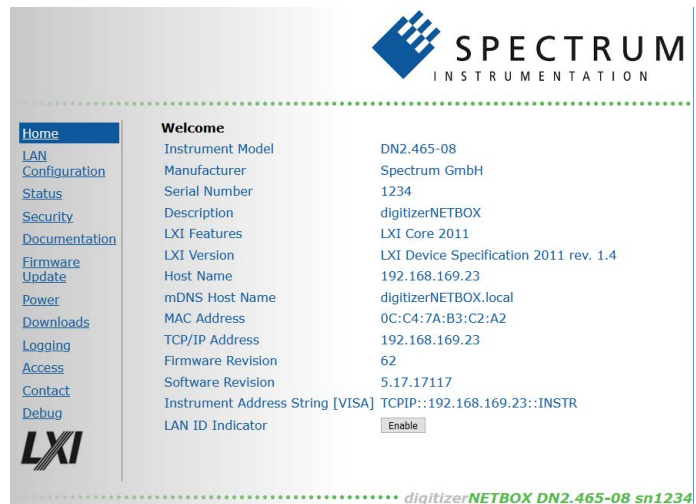 SPECTRUM
INSTRUMENTATION
Home
LAN
Configuration
Status
Security
Documentation
Firmware
Update
Power
Downloads
Logging
Access
Contact
Debug
LXI
Welcome
Instrument Model DN2.465-08
Manufacturer Spectrum GmbH
Serial Number 1234
Description digitizerNETBOX
LXI Features LXI Core 2011
LXI Version LXI Device Specification 2011 rev. 1.4
Host Name 192.168.169.23
mDNS Host Name digitizerNETBOX.local
MAC Address 0C:C4:7A:B3:C2:A2
TCP/IP Address 192.168.169.23
Firmware Revision 62
Software Revision 5.17.17117
Instrument Address String [VISA] TCPIP::192.168.169.23::INSTR
LAN ID Indicator Enable
digitizerNETBOX DN2.465-08 sn1234